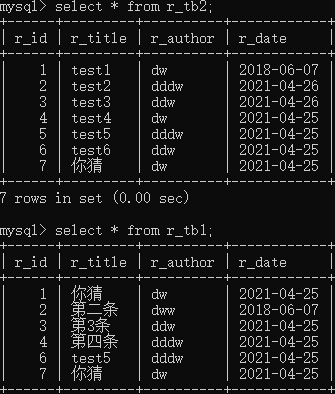 mysql> select * from r_tb2;
+------+---------+----------+------------+
| r_id | r_title | r_author | r_date
+------+---------+----------+------------+
| 1 | test1 | dw | 2018-06-07
| 2 | test2 | dddw | 2021-04-26
| 3 | test3 | ddw | 2021-04-26
| 4 | test4 | dw | 2021-04-25
| 5 | test5 | dddw | 2021-04-25
| 6 | test6 | ddw | 2021-04-25
| 7 | 你猜 | dw | 2021-04-25
+------+---------+----------+------------+
7 rows in set (0.00 sec)
mysql> select * from r_tb1;
+------+---------+----------+------------+
| r_id | r_title | r_author | r_date
+------+---------+----------+------------+
| 1 | 你猜 | dw | 2021-04-25
| 2 | 第二条 | dww | 2018-06-07
| 3 | 第3条 | ddw | 2021-04-25
| 4 | 第四条 | dddw | 2021-04-25
| 6 | test5 | dddw | 2021-04-25
| 7 | 你猜 | dw | 2021-04-25
+------+---------+----------+------------+